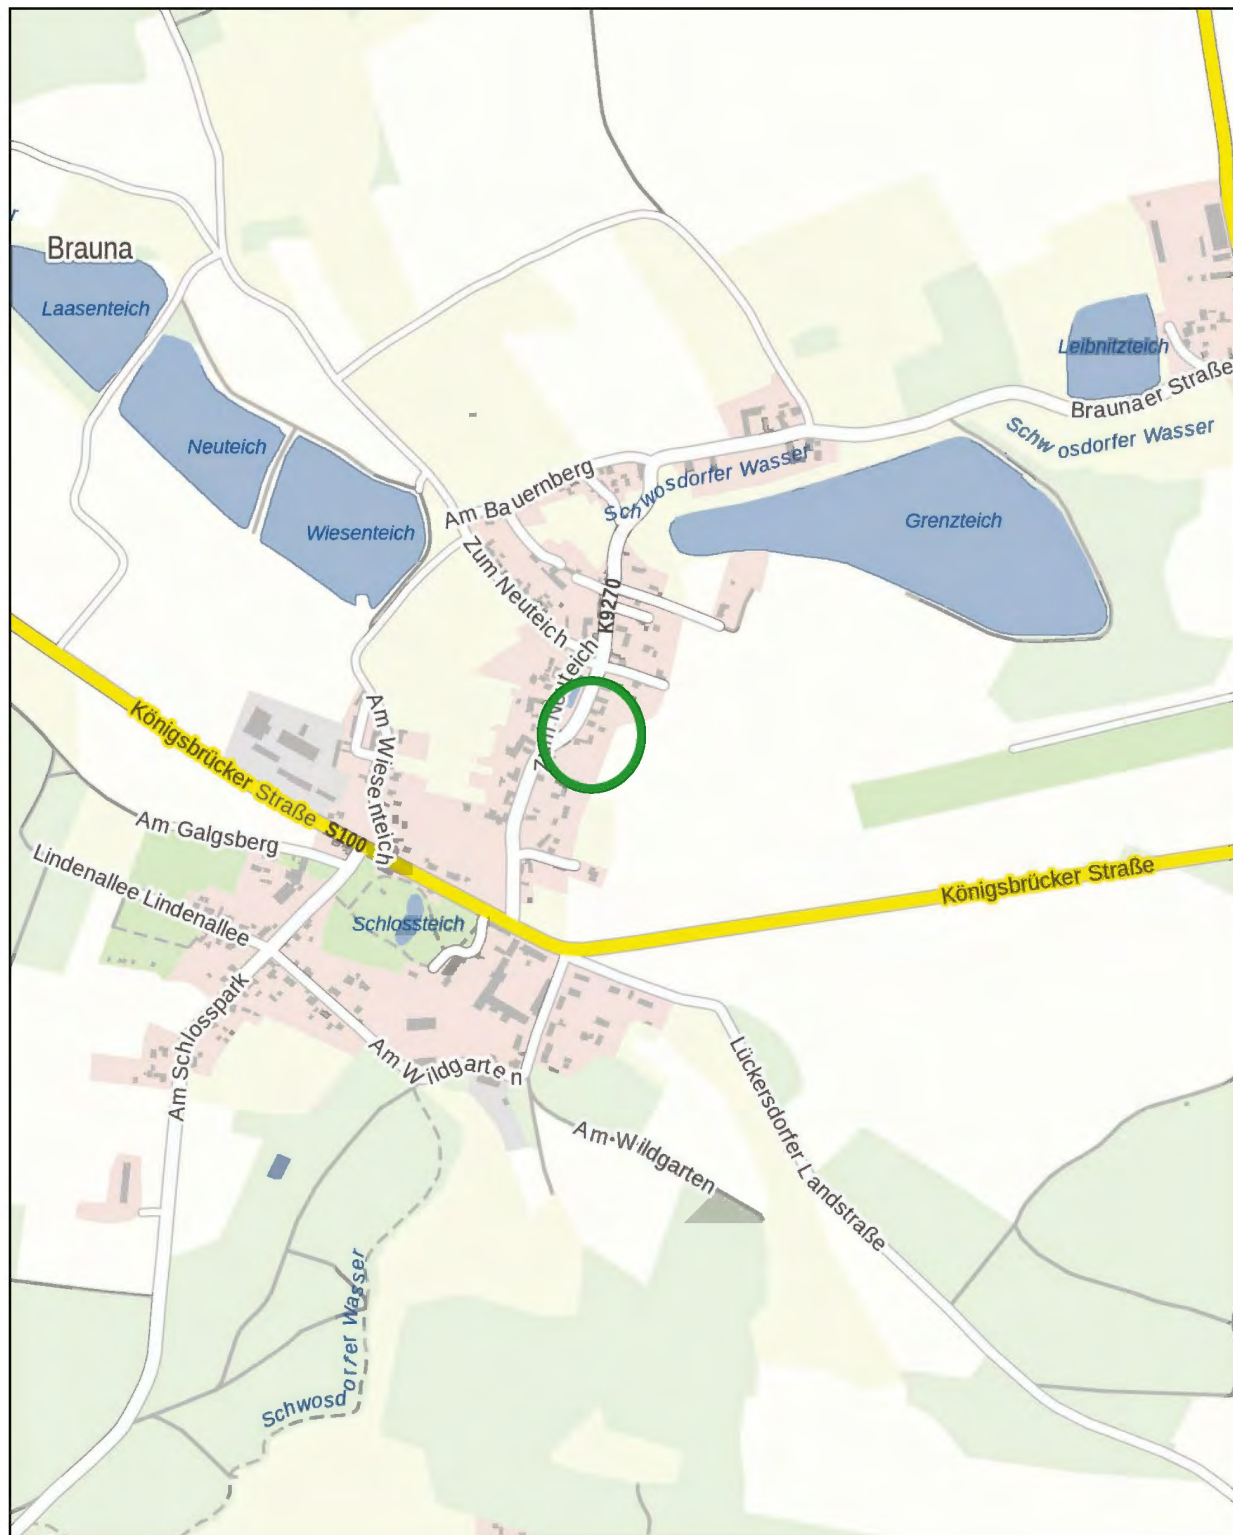 r
Brauna
Laasenteich
Leibnitzteich
Braunaer Straße
Schwosdorfer Wasser
Neuteich
Schwosdorfer Wasser
Am Bauernberg
Grenzteich
Wiesenteich
Zum Neuteich
K9270
Zum Neuteich
Am Wiesenteich
Königsbrücker Straße
S100
Am Galgsberg
Lindenallee Lindenallee
Königsbrücker Straße
Schlossteich
Am Schlosspark
Am Wildgarten
Lückersdorfer Landstraße
Am Wildgarten
Schwosdorfer Wasser